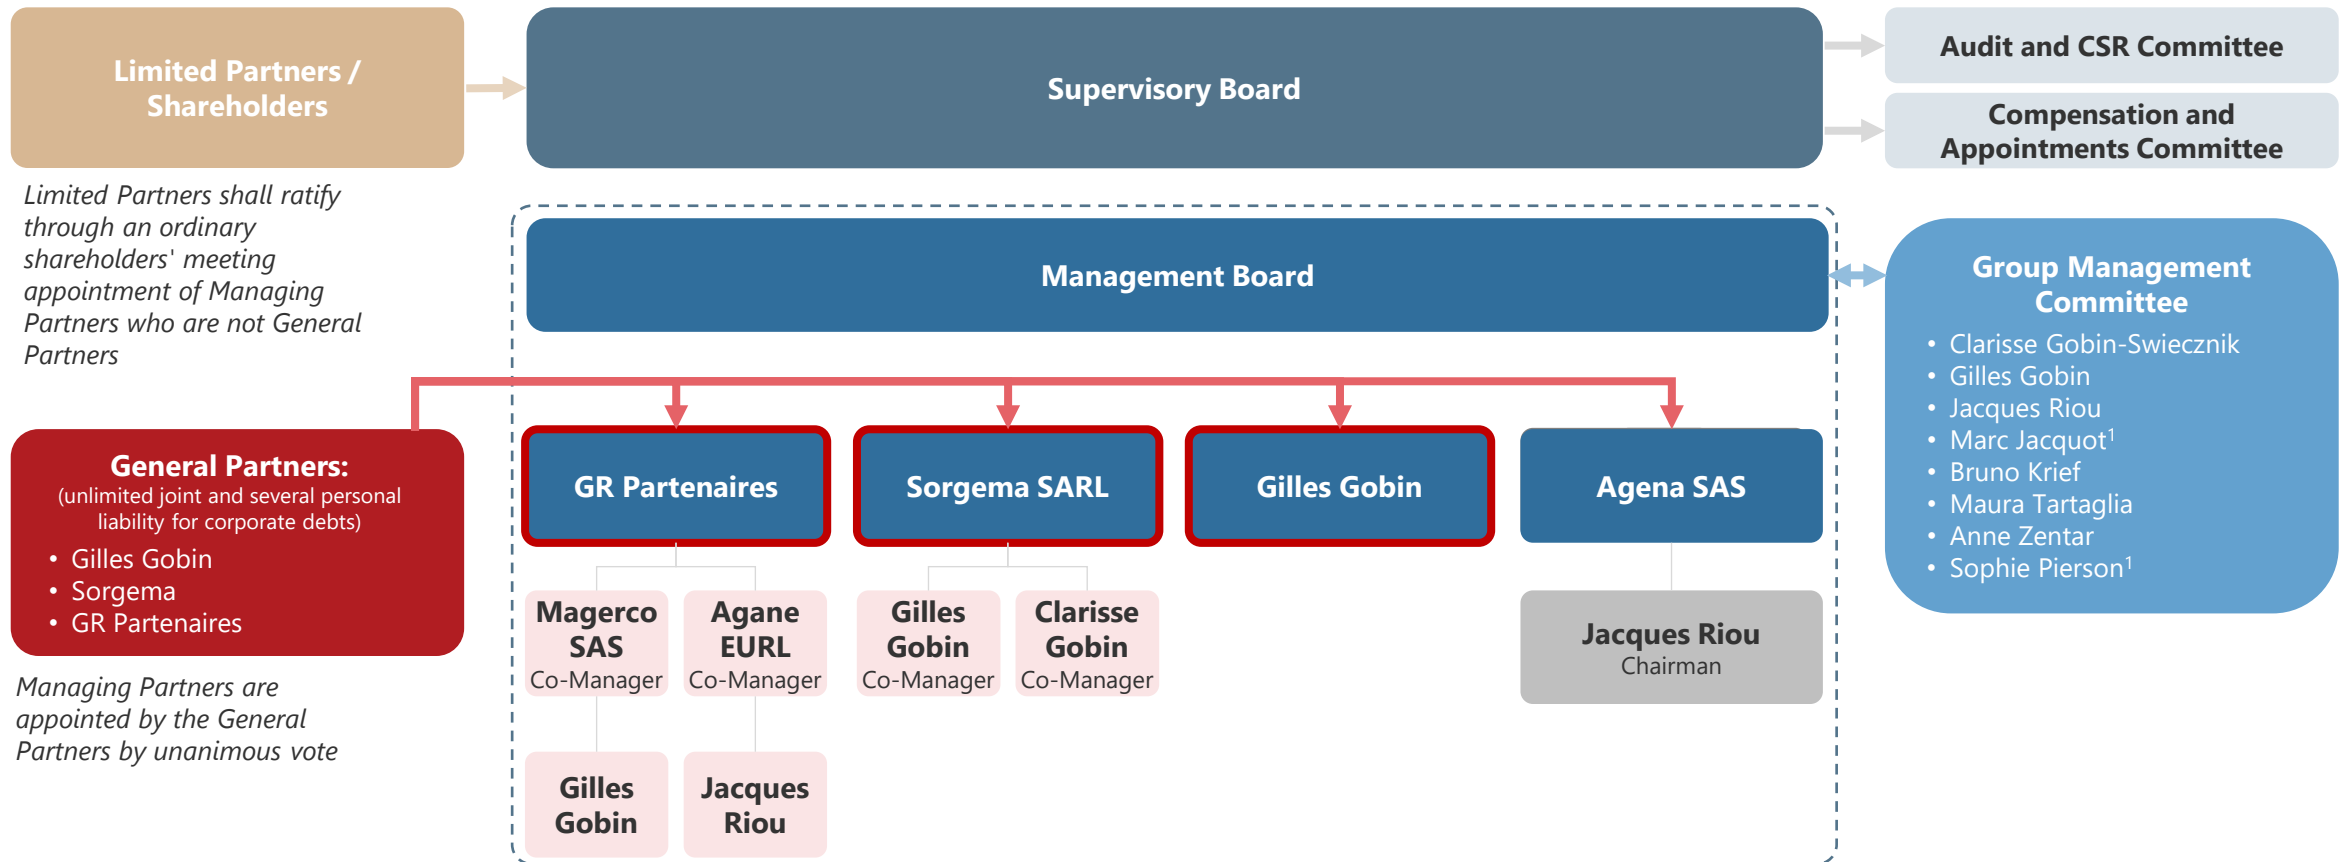 Limited Partners /
Shareholders
Supervisory Board
Audit and CSR Committee
Compensation and
Appointments Committee
Limited Partners shall ratify
through an ordinary
shareholders' meeting
appointment of Managing
Partners who are not General
Partners
Management Board
Group Management
Committee
• Clarisse Gobin-Swiecznik
• Gilles Gobin
• Jacques Riou
• Marc Jacquot¹
• Bruno Krief
• Maura Tartaglia
• Anne Zentar
• Sophie Pierson¹
General Partners:
(unlimited joint and several personal
liability for corporate debts)
• Gilles Gobin
• Sorgema
• GR Partenaires
Managing Partners are
appointed by the General
Partners by unanimous vote
GR Partenaires
Sorgema SARL
Gilles Gobin
Agena SAS
Magerco
SAS
Co-Manager
Agane
EURL
Co-Manager
Gilles
Gobin
Co-Manager
Clarisse
Gobin
Co-Manager
Jacques Riou
Chairman
Gilles
Gobin
Jacques
Riou